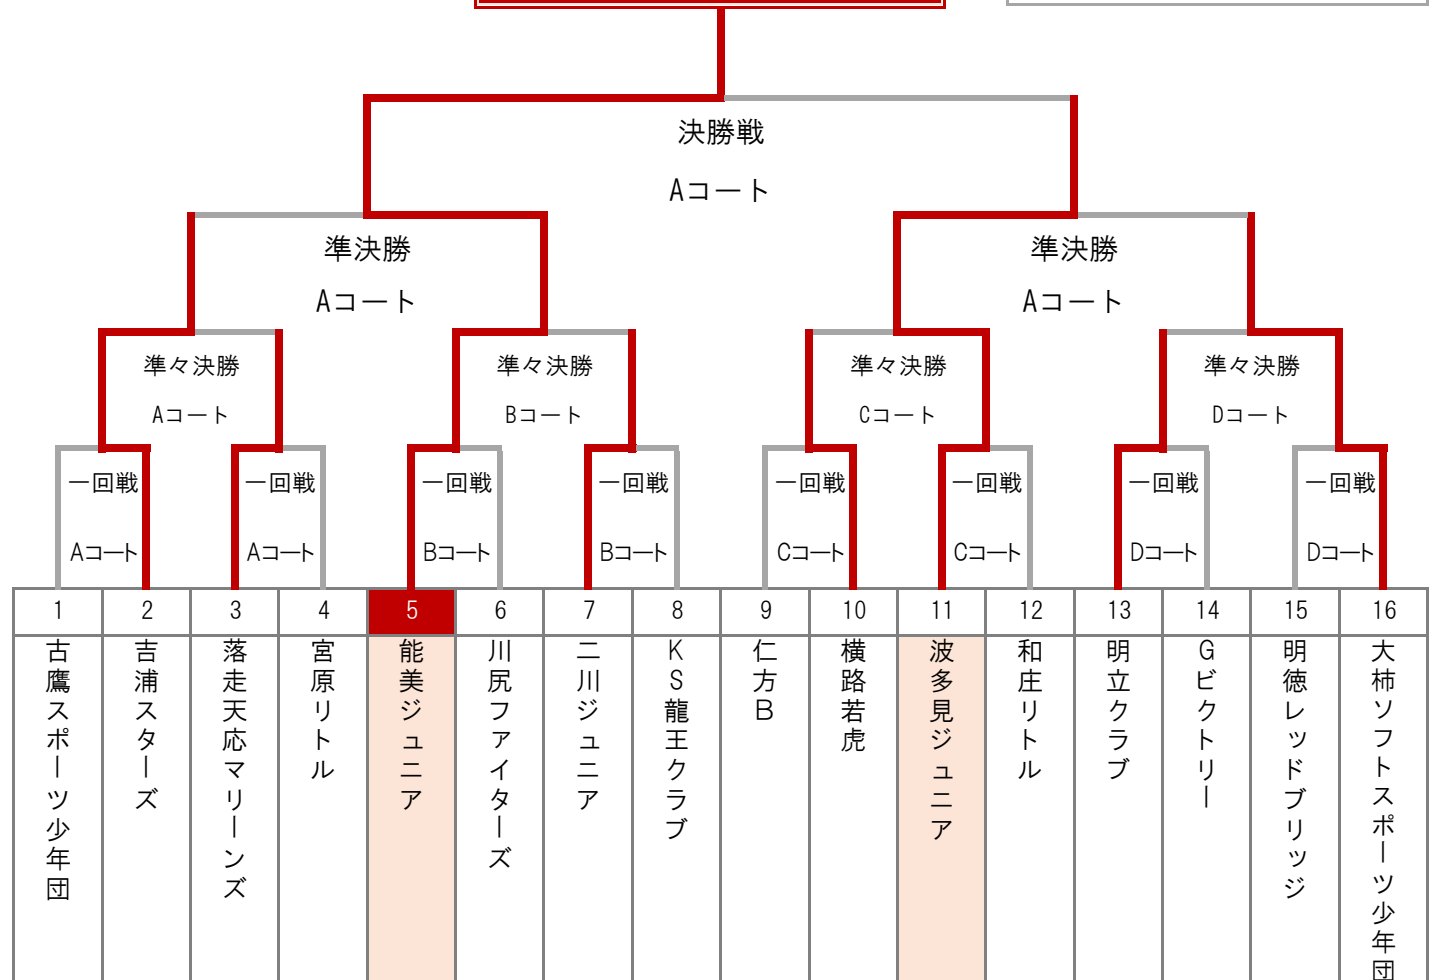 決勝戦
Aコート
準決勝
Aコート
準決勝
Aコート
準々決勝
Aコート
準々決勝
Bコート
準々決勝
Cコート
準々決勝
Dコート
一回戦
Aコート
一回戦
Aコート
一回戦
Bコート
一回戦
Bコート
一回戦
Cコート
一回戦
Cコート
一回戦
Dコート
一回戦
Dコート
1
2
3
4
5
6
7
8
9
10
11
12
13
14
15
16
古鷹スポーツ少年団
吉浦スターズ
落走天応マリーンズ
宮原リトル
能美ジュニア
川尻ファイターズ
二川ジュニア
KS龍王クラブ
仁方B
横路若虎
波多見ジュニア
和庄リトル
明立クラブ
Gビクトリー
明徳レッドブリッジ
大柿ソフトスポーツ少年団